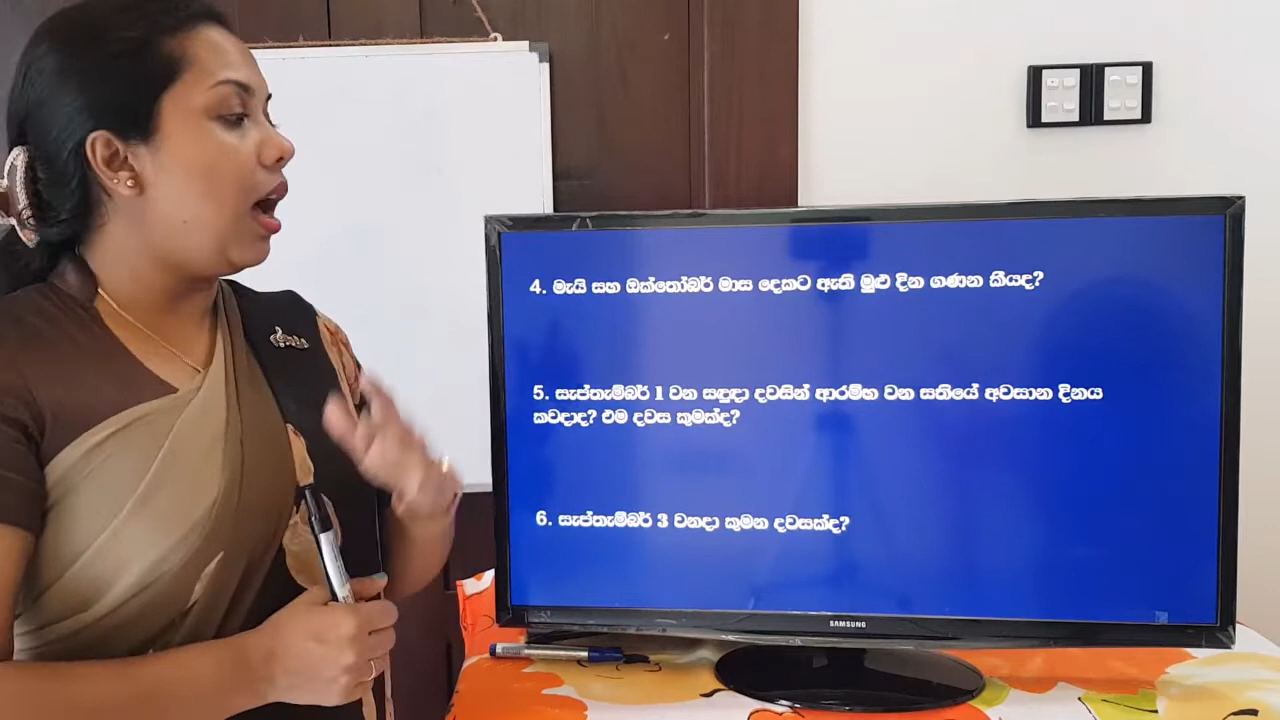 4. මැයි සහ ඔක්තෝබර් මාස දෙකට ඇති මුළු දින ගණන කීයද?
5. සැප්තැම්බර් 1 වන සඳුදා දවසින් ආරම්භ වන සතියේ අවසාන දිනය
කවදාද? එම දවස කුමක්ද?
6. සැප්තැම්බර් 3 වනදා කුමන දවසක්ද?
SAMSUNG